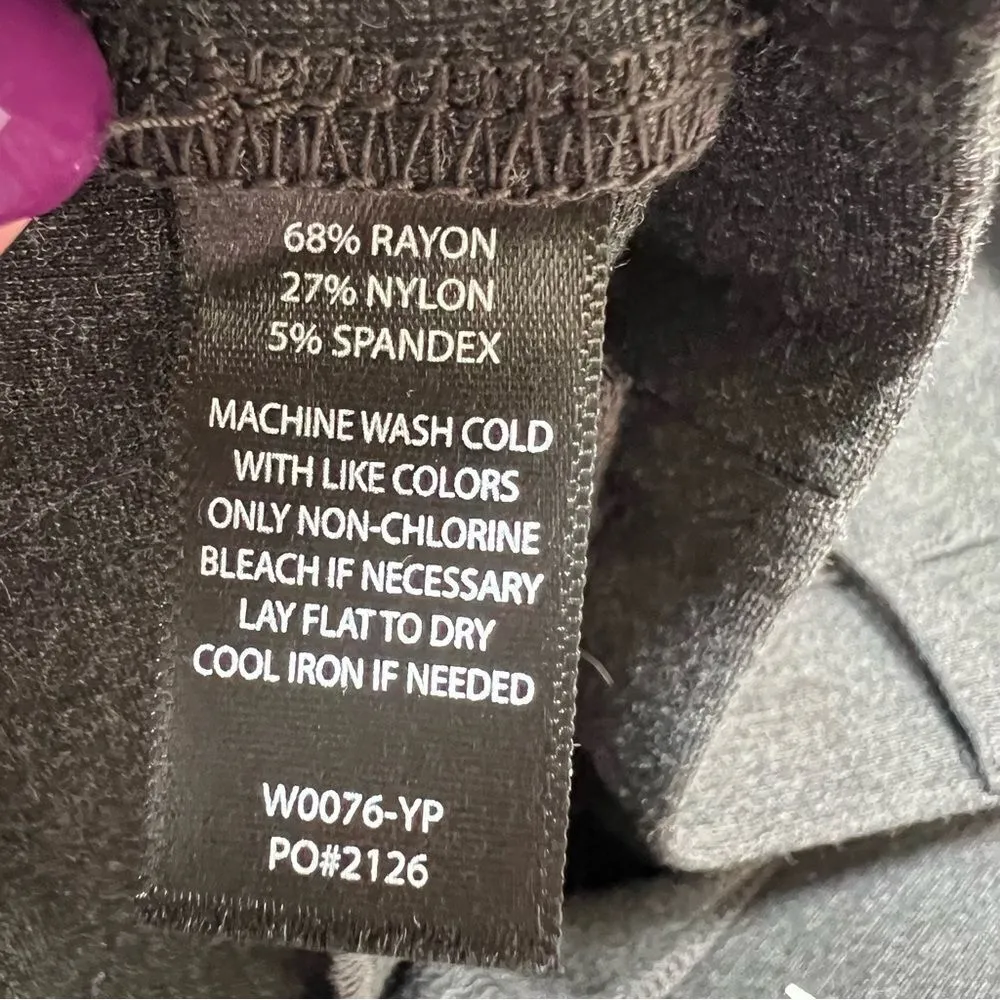 68% RAYON
27% NYLON
5% SPANDEX
MACHINE WASH COLD
WITH LIKE COLORS
ONLY NON-CHLORINE
BLEACH IF NECESSARY
LAY FLAT TO DRY
COOL IRON IF NEEDED
W0076-YP
PO#2126